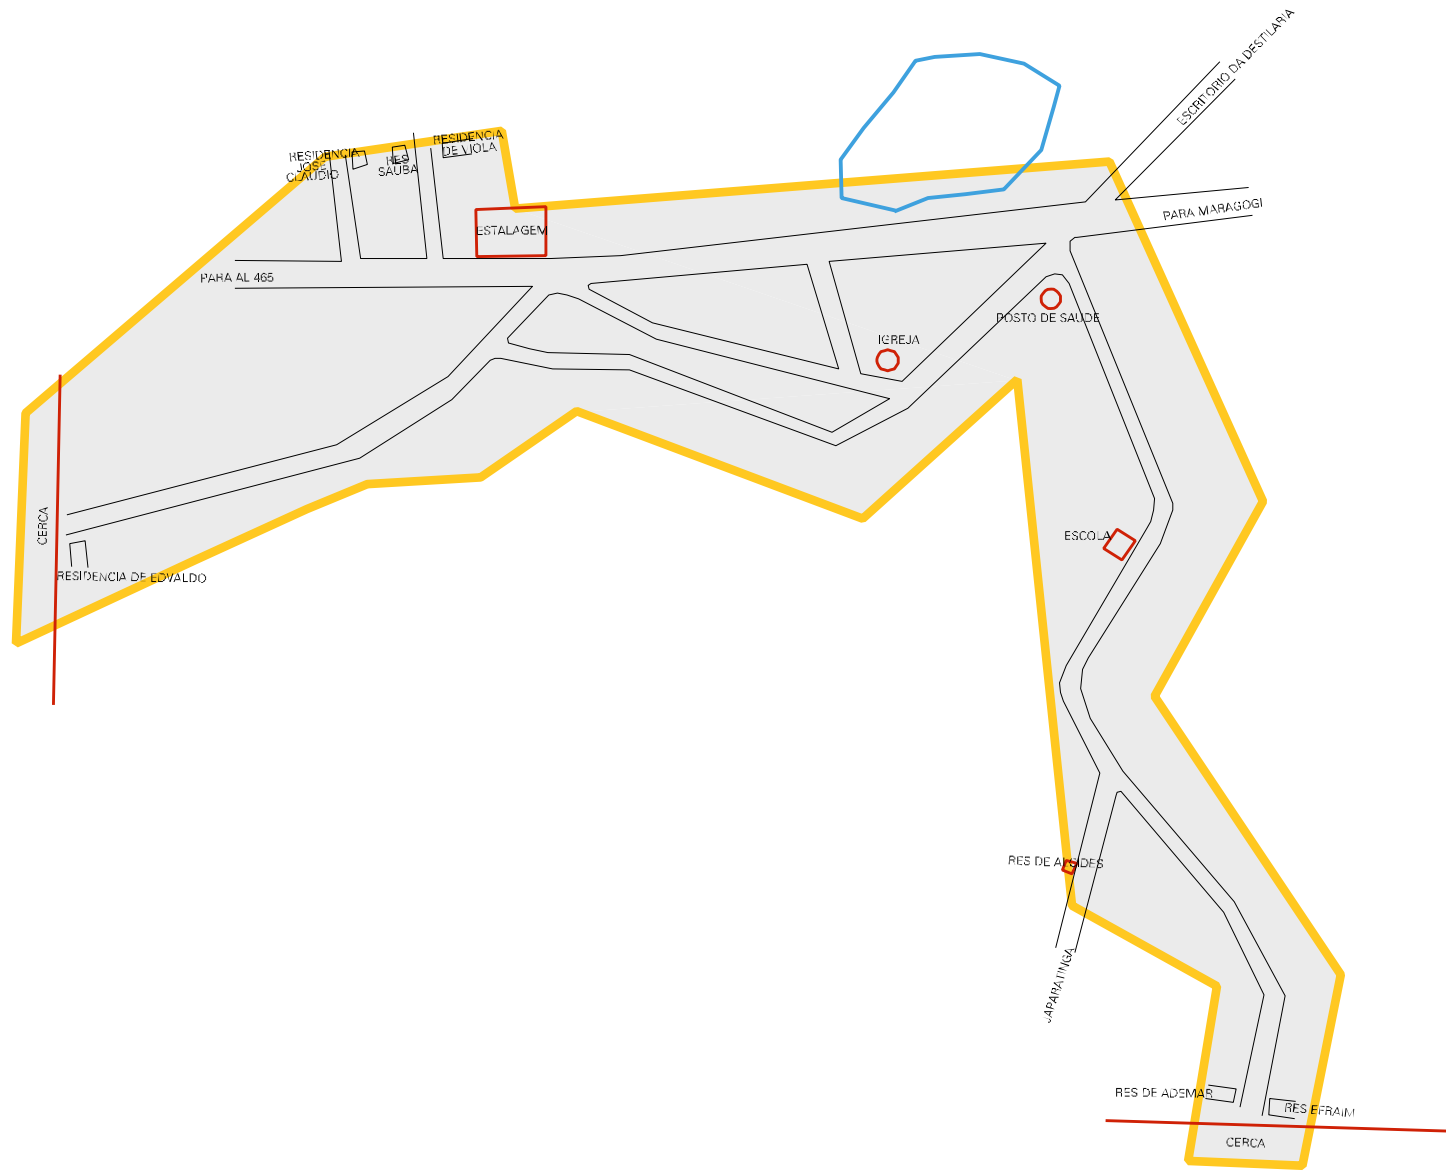 ESCRITORIO DA DESTILARIA
RESIDENCIA
DE VIOLA
RESIDENCIA
JOSE
CLAUDIO
RES
SAUBA
PARA MARAGOGI
ESTALAGEM
PARA AL 465
POSTO DE SAUDE
IGREJA
CERCA
ESCOLA
RESIDENCIA DE EDVALDO
RES DE ALCIDES
JAPARATINGA
RES DE ADEMAR
RES EFRAIM
CERCA